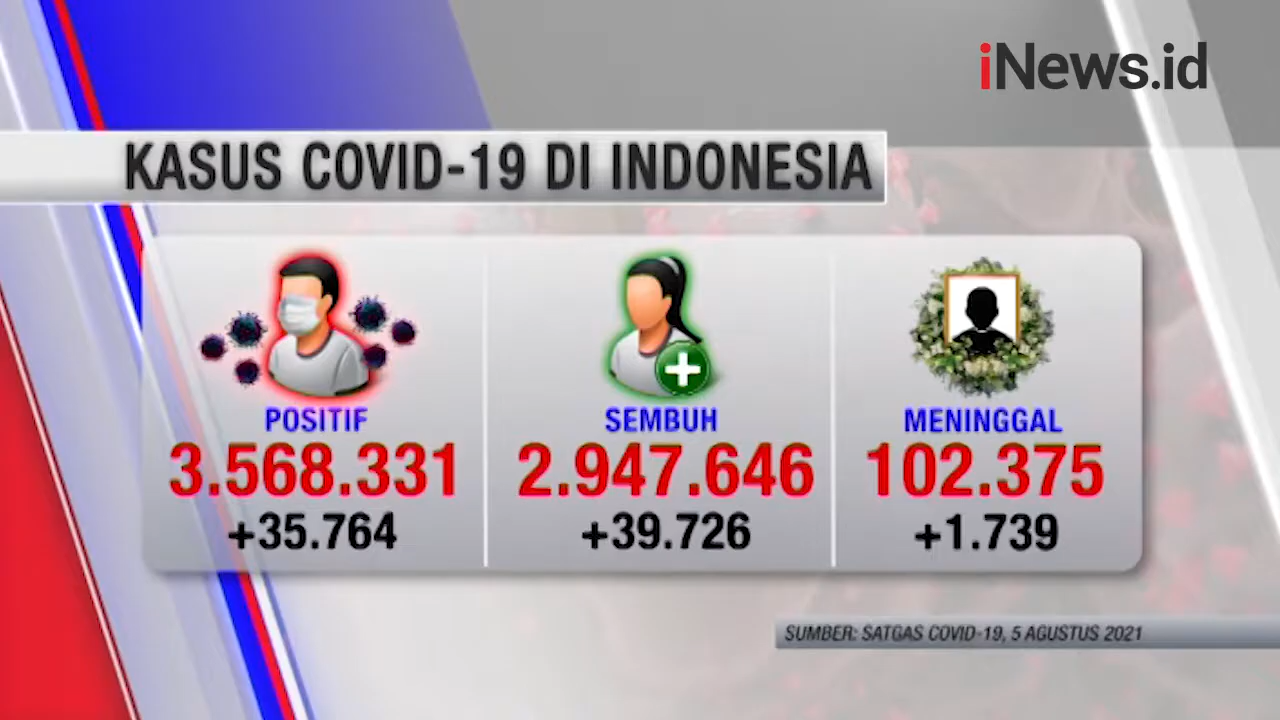 iNews.id
KASUS COVID-19 DI INDONESIA
POSITIF
3.568.331
+35.764
SEMBUH
2.947.646
+39.726
MENINGGAL
102.375
+1.739
SUMBER: SATGAS COVID-19, 5 AGUSTUS 2021